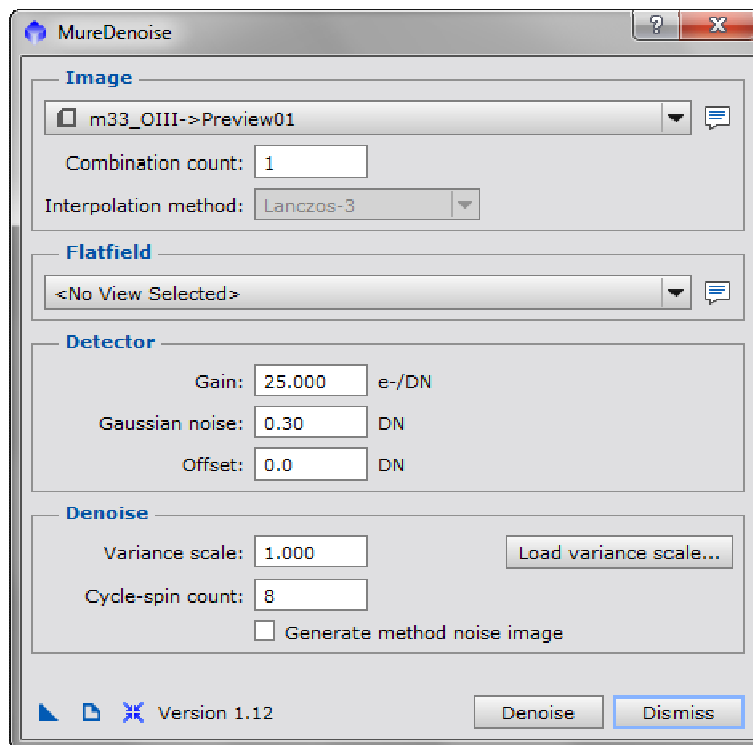 MureDenoise
?
X
Image
m33_OIII->Preview01
Combination count: 1
Interpolation method: Lanczos-3
Flatfield
<No View Selected>
Detector
Gain: 25.000 e-/DN
Gaussian noise: 0.30 DN
Offset: 0.0 DN
Denoise
Variance scale: 1.000 Load variance scale...
Cycle-spin count: 8
Generate method noise image
Version 1.12 Denoise Dismiss